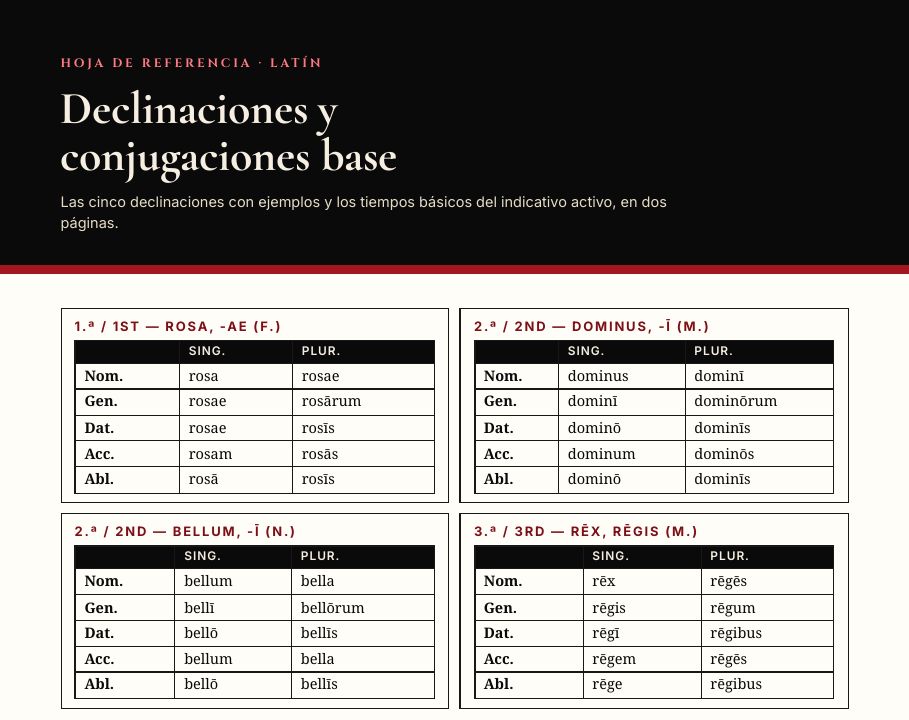 HOJA DE REFERENCIA · LATÍN
Declinaciones y
conjugaciones base
Las cinco declinaciones con ejemplos y los tiempos básicos del indicativo activo, en dos
páginas.
1.ª / 1ST — ROSA, -AE (F.)
SING. PLUR.
Nom. rosa rosae
Gen. rosae rosārum
Dat. rosae rosīs
Acc. rosam rosās
Abl. rosā rosīs
2.ª / 2ND — DOMINUS, -Ī (M.)
SING. PLUR.
Nom. dominus dominī
Gen. dominī dominōrum
Dat. dominō dominīs
Acc. dominum dominōs
Abl. dominō dominīs
2.ª / 2ND — BELLUM, -Ī (N.)
SING. PLUR.
Nom. bellum bella
Gen. bellī bellōrum
Dat. bellō bellīs
Acc. bellum bella
Abl. bellō bellīs
3.ª / 3RD — RĒX, RĒGIS (M.)
SING. PLUR.
Nom. rēx rēgēs
Gen. rēgis rēgum
Dat. rēgī rēgibus
Acc. rēgem rēgēs
Abl. rēge rēgibus